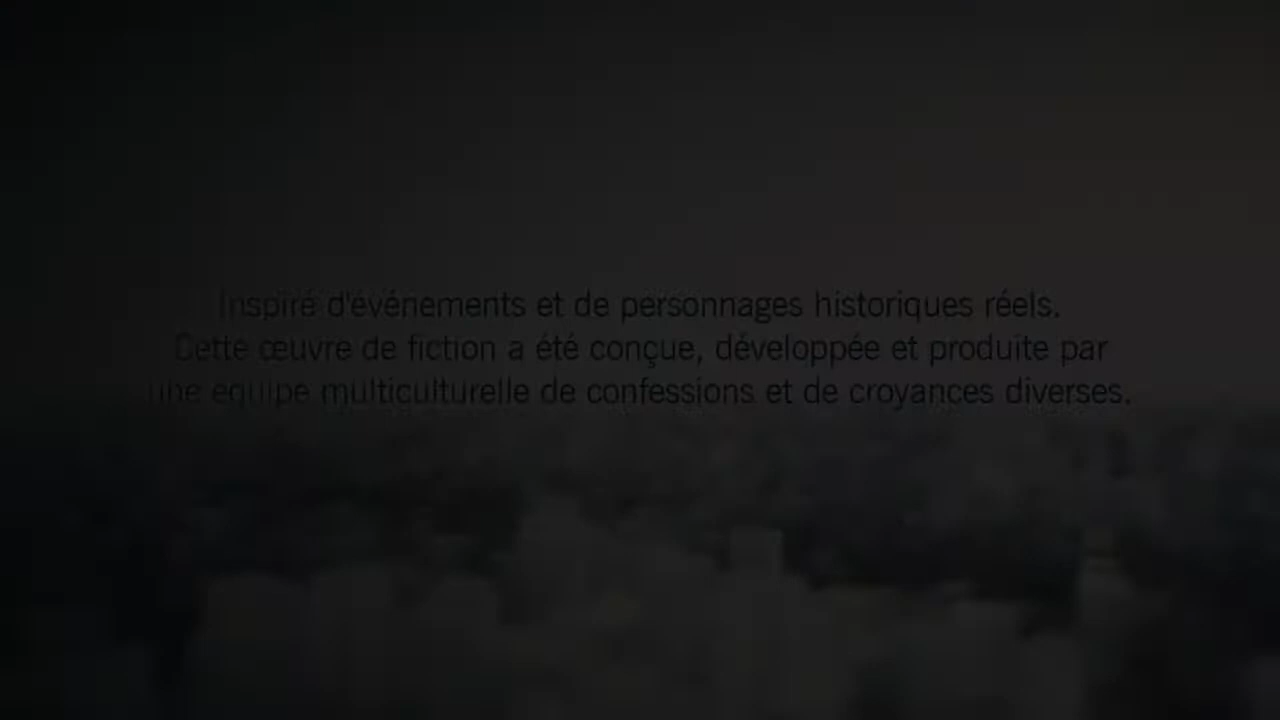 Inspiré d'événements et de personnages historiques réels.
Cette œuvre de fiction a été conçue, développée et produite par
une équipe multiculturelle de confessions et de croyances diverses.